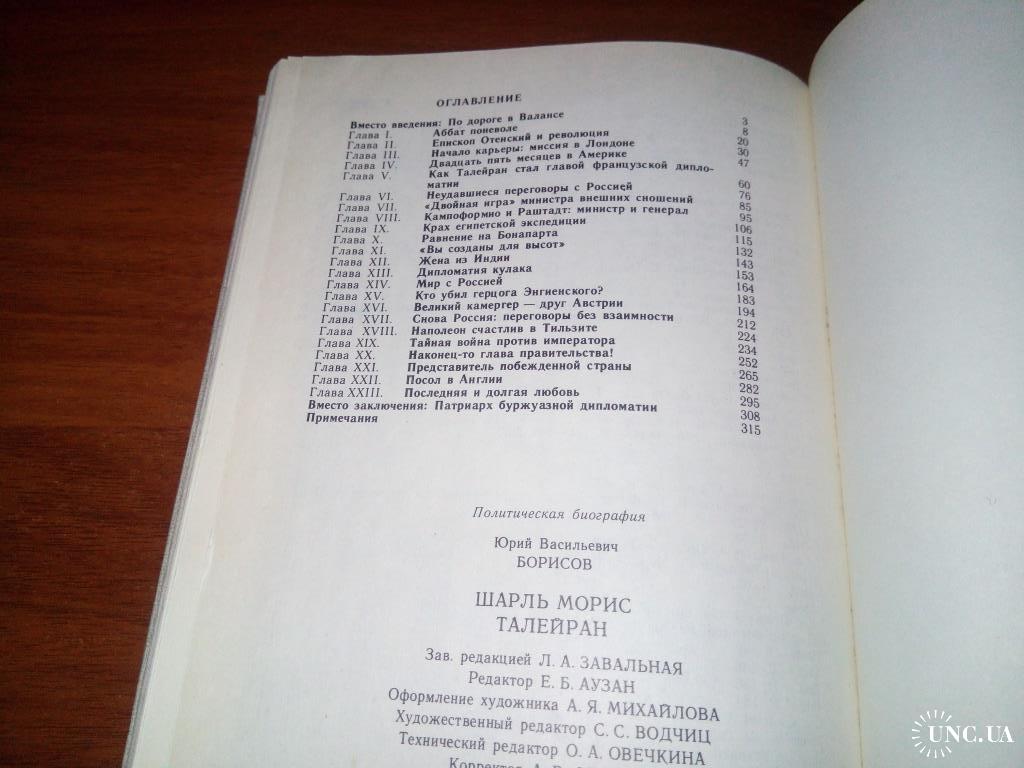 ОГЛАВЛЕНИЕ
Вместо введения: По дороге в Валансе 3
Глава I. Аббат поневоле 8
Глава II. Епископ Отенский и революция 20
Глава III. Начало карьеры: миссия в Лондоне 30
Глава IV. Двадцать пять месяцев в Америке 47
Глава V. Как Талейран стал главой французской дипло-
матии 60
Глава VI. Неудавшиеся переговоры с Россией 76
Глава VII. «Двойная игра» министра внешних сношений 85
Глава VIII. Кампоформио и Раштадт: министр и генерал 95
Глава IX. Крах египетской экспедиции 106
Глава X. Равнение на Бонапарта 115
Глава XI. «Вы созданы для высот» 132
Глава XII. Жена из Индии 143
Глава XIII. Дипломатия кулака 153
Глава XIV. Мир с Россией 164
Глава XV. Кто убил герцога Энгиенского? 183
Глава XVI. Великий камергер — друг Австрии 194
Глава XVII. Снова Россия: переговоры без взаимности 212
Глава XVIII. Наполеон счастлив в Тильзите 224
Глава XIX. Тайная война против императора 234
Глава XX. Наконец-то глава правительства! 252
Глава XXI. Представитель побежденной страны 265
Глава XXII. Посол в Англии 282
Глава XXIII. Последняя и долгая любовь 295
Вместо заключения: Патриарх буржуазной дипломатии 308
Примечания 315
Политическая биография
Юрий Васильевич
БОРИСОВ
ШАРЛЬ МОРИС
ТАЛЕЙРАН
Зав. редакцией Л. А. ЗАВАЛЬНАЯ
Редактор Е. Б. АУЗАН
Оформление художника А. Я. МИХАЙЛОВА
Художественный редактор С. С. ВОДЧИЦ
Технический редактор О. А. ОВЕЧКИНА
Корректор
UNC.UA